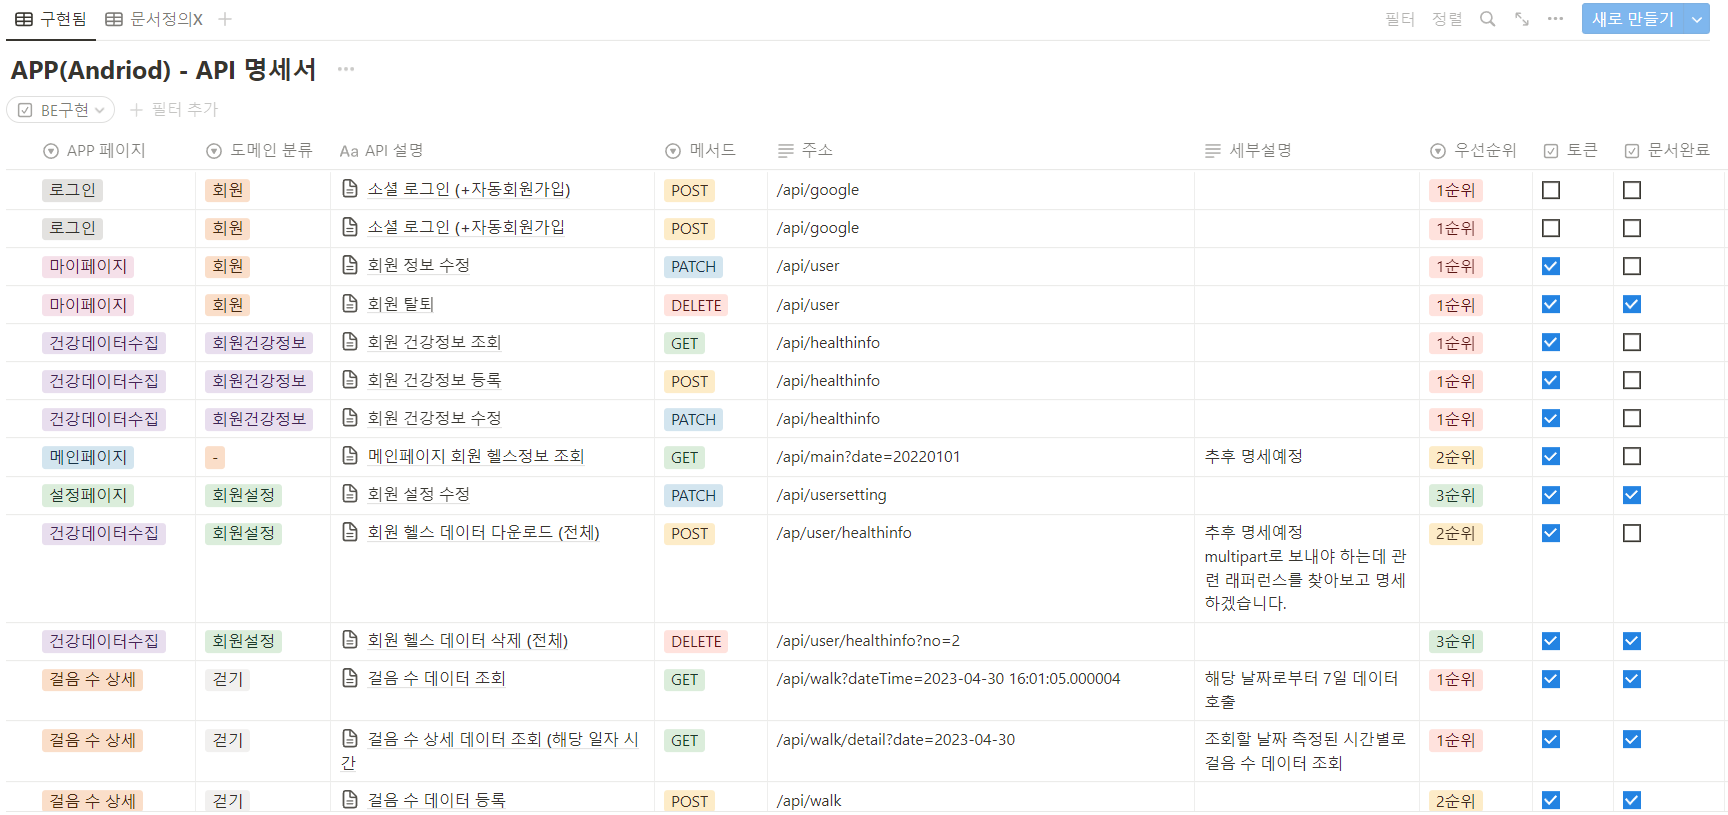 구현됨 문서정의X
필터 정렬 새로 만들기
APP(Andriod) - API 명세서
BE구현 필터 추가
APP 페이지 도메인 분류 Aa API 설명 메서드 주소 세부설명 우선순위 토큰 문서완료
로그인 회원 소셜 로그인 (+자동회원가입) POST /api/google 1순위
로그인 회원 소셜 로그인 (+자동회원가입 POST /api/google 1순위
마이페이지 회원 회원 정보 수정 PATCH /api/user 1순위
마이페이지 회원 회원 탈퇴 DELETE /api/user 1순위
건강데이터수집 회원건강정보 회원 건강정보 조회 GET /api/healthinfo 1순위
건강데이터수집 회원건강정보 회원 건강정보 등록 POST /api/healthinfo 1순위
건강데이터수집 회원건강정보 회원 건강정보 수정 PATCH /api/healthinfo 1순위
메인페이지 - 메인페이지 회원 헬스정보 조회 GET /api/main?date=20220101 추후 명세예정 2순위
설정페이지 회원설정 회원 설정 수정 PATCH /api/usersetting 3순위
건강데이터수집 회원설정 회원 헬스 데이터 다운로드 (전체) POST /ap/user/healthinfo 추후 명세예정 2순위
multipart로 보내야 하는데 관
련 래퍼런스를 찾아보고 명세
하겠습니다.
건강데이터수집 회원설정 회원 헬스 데이터 삭제 (전체) DELETE /api/user/healthinfo?no=2 3순위
걸음 수 상세 걷기 걸음 수 데이터 조회 GET /api/walk?dateTime=2023-04-30 16:01:05.000004 해당 날짜로부터 7일 데이터 1순위
호출
걸음 수 상세 걷기 걸음 수 상세 데이터 조회 (해당 일자 시 GET /api/walk/detail?date=2023-04-30 조회할 날짜 측정된 시간별로 1순위
간 걸음 수 데이터 조회
걸음 수 상세 걷기 걸음 수 데이터 등록 POST /api/walk 2순위